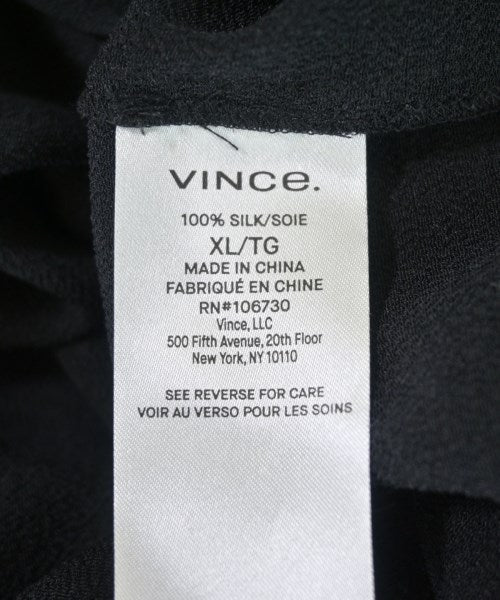 VINCe.
100% SILK/SOIE
XL/TG
MADE IN CHINA
FABRIQUÉ EN CHINE
RN#106730
Vince, LLC
500 Fifth Avenue, 20th Floor
New York, NY 10110
SEE REVERSE FOR CARE
VOIR AU VERSO POUR LES SOINS